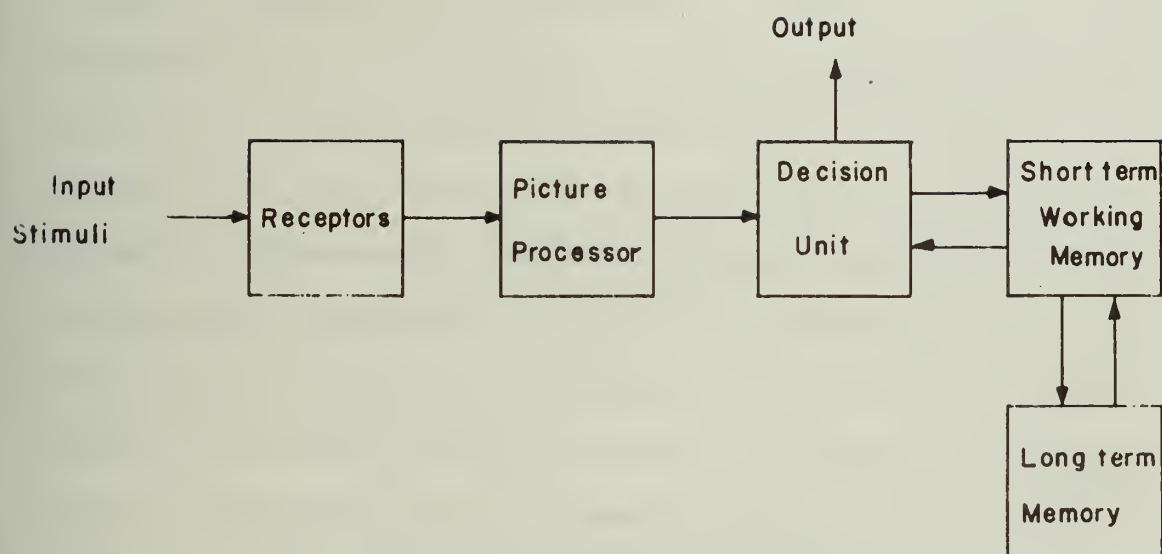 Output
Input
Stimuli
Receptors
Picture
Processor
Decision
Unit
Short term
Working
Memory
Long term
Memory